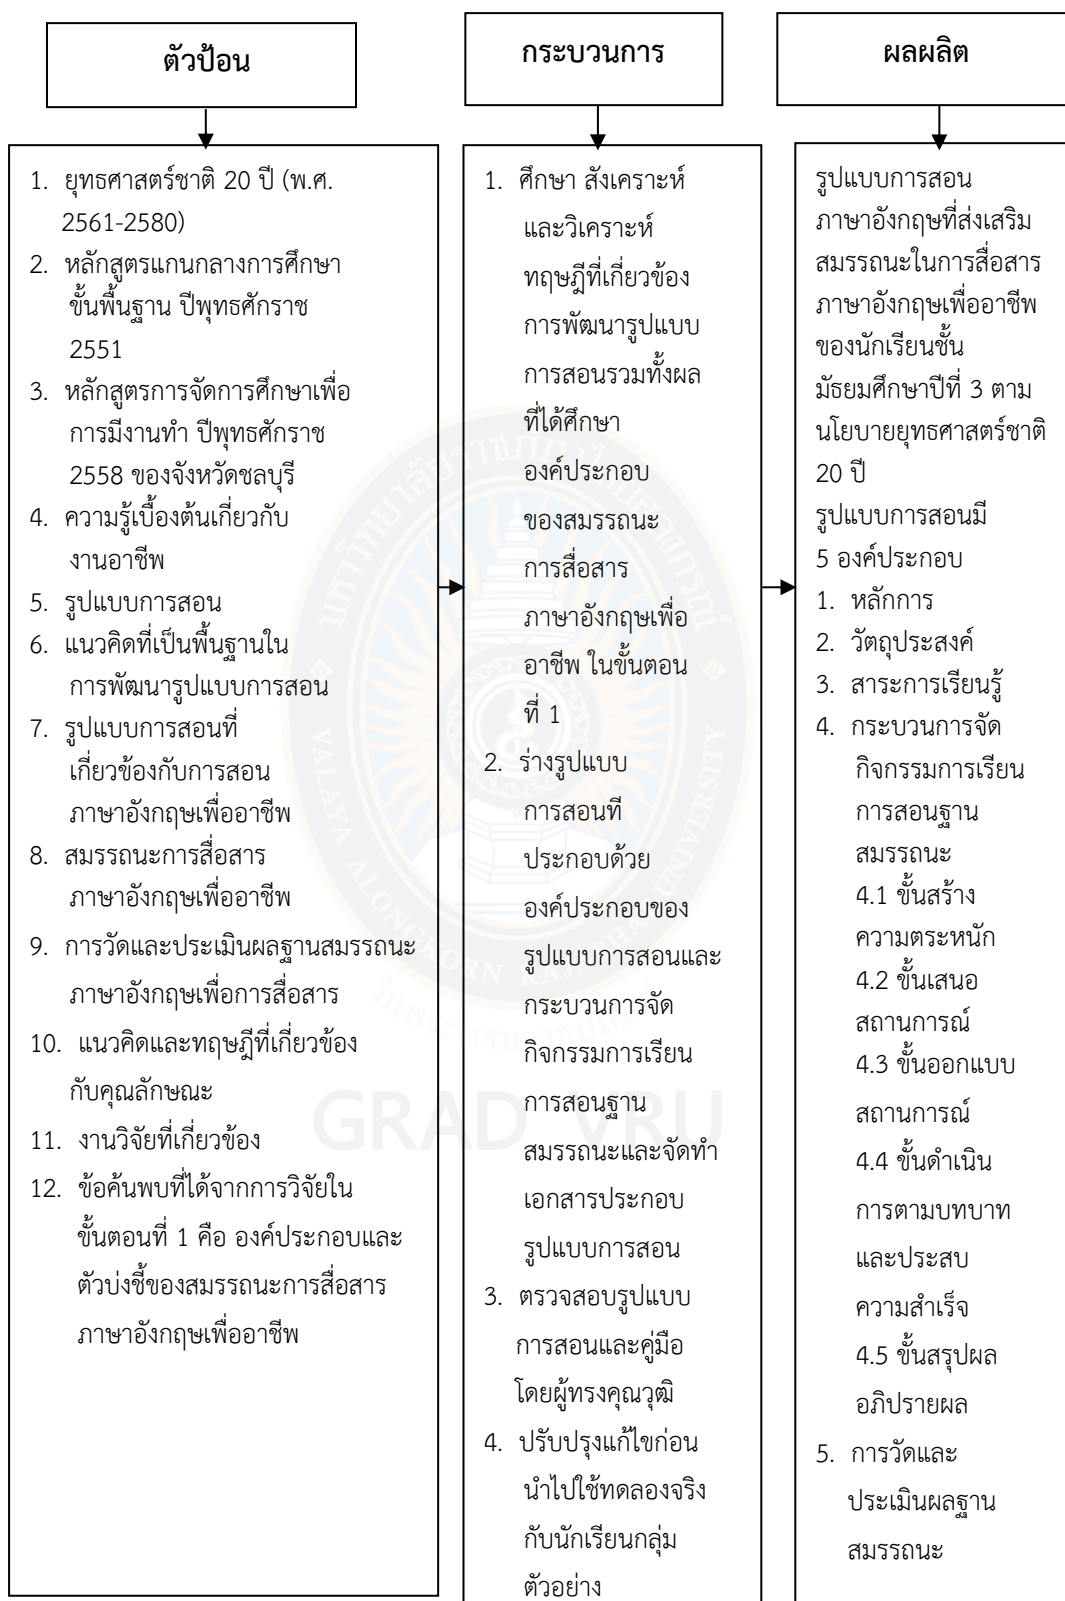 ตัวป้อน
1. ยุทธศาสตร์ชาติ 20 ปี (พ.ศ.
2561-2580)
2. หลักสูตรแกนกลางการศึกษา
ขั้นพื้นฐาน ปีพุทธศักราช
2551
3. หลักสูตรการจัดการศึกษาเพื่อ
การมีงานทำ ปีพุทธศักราช
2558 ของจังหวัดชลบุรี
4. ความรู้เบื้องต้นเกี่ยวกับ
งานอาชีพ
5. รูปแบบการสอน
6. แนวคิดที่เป็นพื้นฐานใน
การพัฒนารูปแบบการสอน
7. รูปแบบการสอนที่
เกี่ยวข้องกับการสอน
ภาษาอังกฤษเพื่ออาชีพ
8. สมรรถนะการสื่อสาร
ภาษาอังกฤษเพื่ออาชีพ
9. การวัดและประเมินผลฐานสมรรถนะ
ภาษาอังกฤษเพื่อการสื่อสาร
10. แนวคิดและทฤษฎีที่เกี่ยวข้อง
กับคุณลักษณะ
11. งานวิจัยที่เกี่ยวข้อง
12. ข้อค้นพบที่ได้จากการวิจัยใน
ขั้นตอนที่ 1 คือ องค์ประกอบและ
ตัวบ่งชี้ของสมรรถนะการสื่อสาร
ภาษาอังกฤษเพื่ออาชีพ
กระบวนการ
1. ศึกษา สังเคราะห์
และวิเคราะห์
ทฤษฎีที่เกี่ยวข้อง
การพัฒนารูปแบบ
การสอนรวมทั้งผล
ที่ได้ศึกษา
องค์ประกอบ
ของสมรรถนะ
การสื่อสาร
ภาษาอังกฤษเพื่อ
อาชีพ ในขั้นตอน
ที่ 1
2. ร่างรูปแบบ
การสอนที
ประกอบด้วย
องค์ประกอบของ
รูปแบบการสอนและ
กระบวนการจัด
กิจกรรมการเรียน
การสอนฐาน
สมรรถนะและจัดทำ
เอกสารประกอบ
รูปแบบการสอน
3. ตรวจสอบรูปแบบ
การสอนและคู่มือ
โดยผู้ทรงคุณวุฒิ
4. ปรับปรุงแก้ไขก่อน
นำไปใช้ทดลองจริง
กับนักเรียนกลุ่ม
ตัวอย่าง
ผลผลิต
รูปแบบการสอน
ภาษาอังกฤษที่ส่งเสริม
สมรรถนะในการสื่อสาร
ภาษาอังกฤษเพื่ออาชีพ
ของนักเรียนชั้น
มัธยมศึกษาปีที่ 3 ตาม
นโยบายยุทธศาสตร์ชาติ
20 ปี
รูปแบบการสอนมี
5 องค์ประกอบ
1. หลักการ
2. วัตถุประสงค์
3. สาระการเรียนรู้
4. กระบวนการจัด
กิจกรรมการเรียน
การสอนฐาน
สมรรถนะ
4.1 ขั้นสร้าง
ความตระหนัก
4.2 ขั้นเสนอ
สถานการณ์
4.3 ขั้นออกแบบ
สถานการณ์
4.4 ขั้นดำเนิน
การตามบทบาท
และประสบ
ความสำเร็จ
4.5 ขั้นสรุปผล
อภิปรายผล
5. การวัดและ
ประเมินผลฐาน
สมรรถนะ
VALAYA ALONGKORN RAJABHAT UNIVERSITY
GRAD VRU